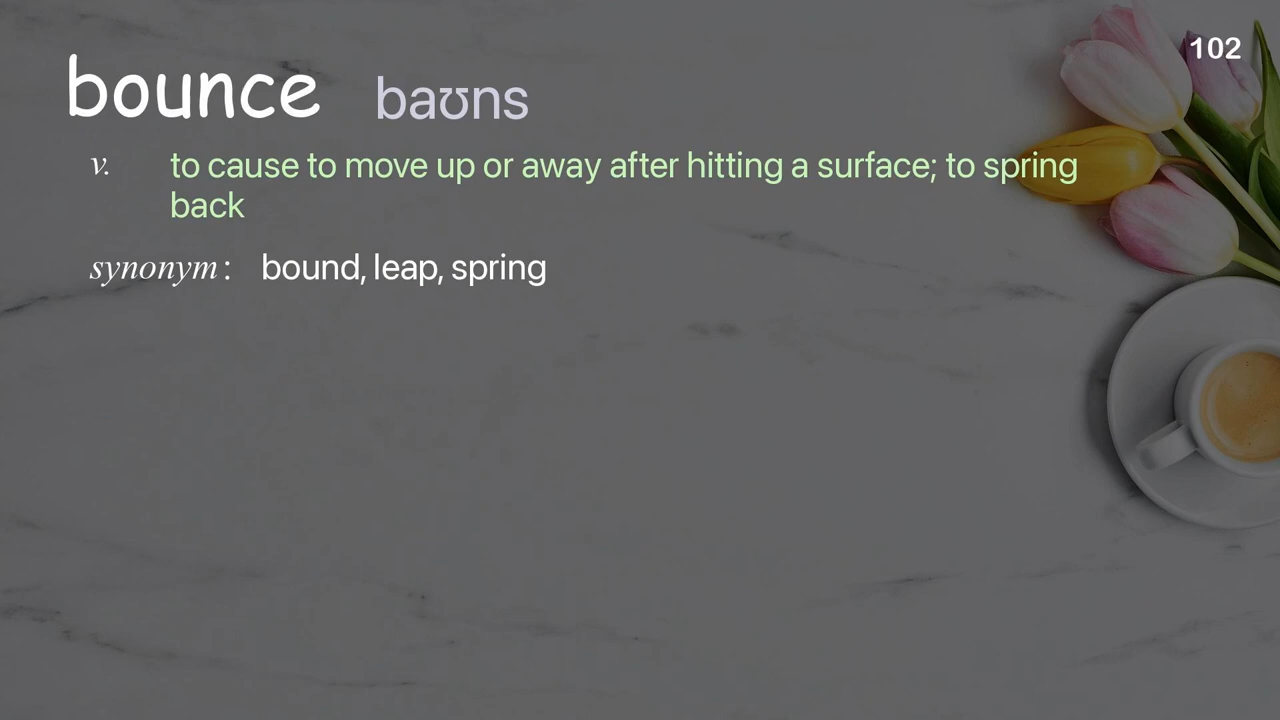 102
bounce baʊns
v. to cause to move up or away after hitting a surface; to spring
back
synonym: bound, leap, spring